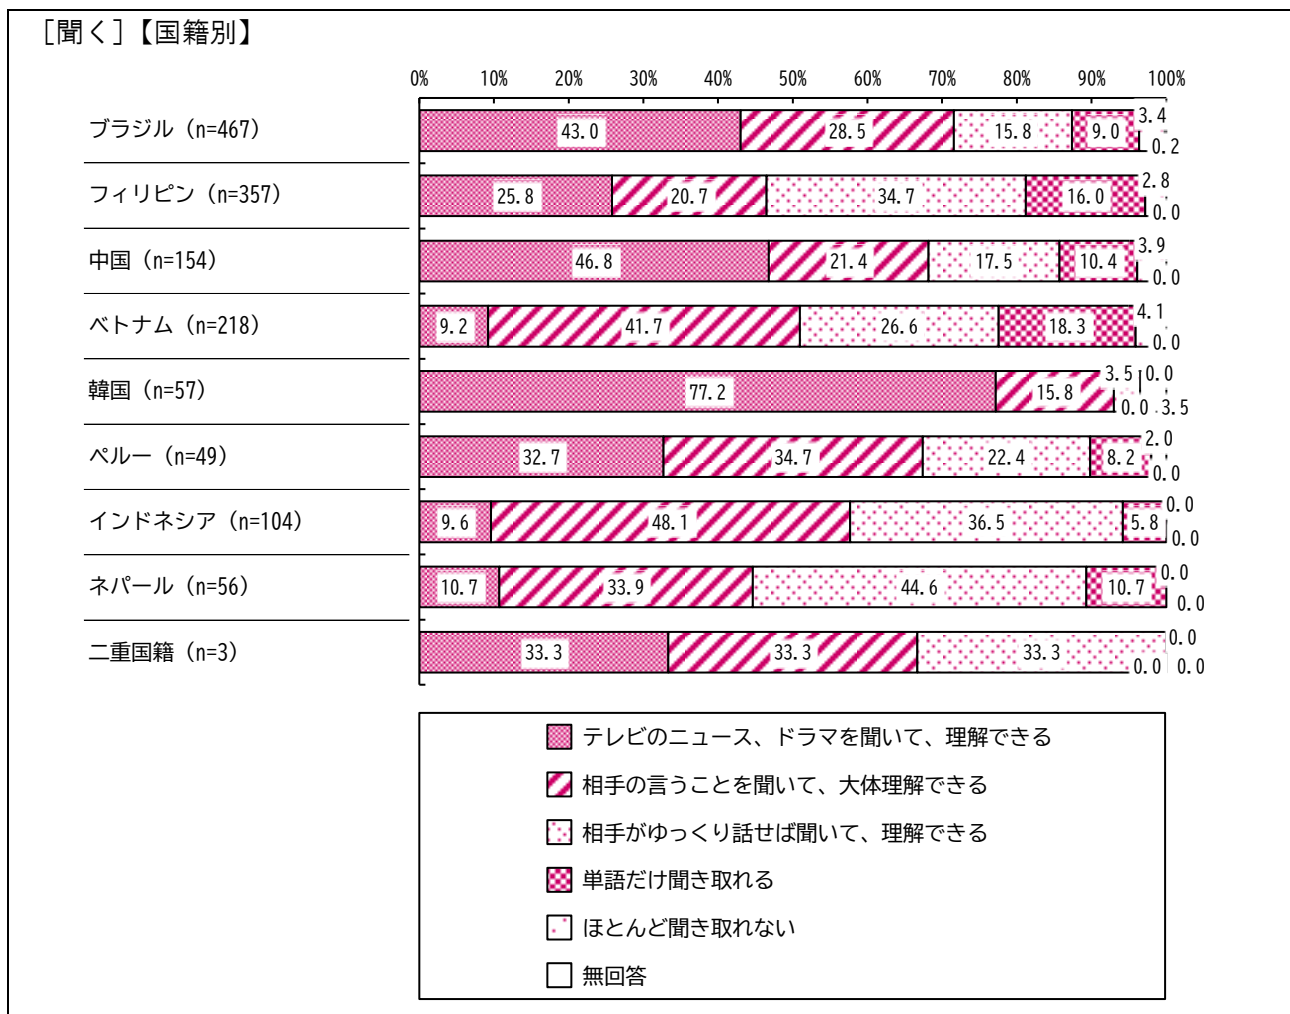 ［聞く］【国籍別】
0% 10% 20% 30% 40% 50% 60% 70% 80% 90% 100%
ブラジル（n=467） 43.0 28.5 15.8 9.0 3.4 0.2
フィリピン（n=357） 25.8 20.7 34.7 16.0 2.8 0.0
中国（n=154） 46.8 21.4 17.5 10.4 3.9 0.0
ベトナム（n=218） 9.2 41.7 26.6 18.3 4.1 0.0
韓国（n=57） 77.2 15.8 3.5 0.0 0.0 3.5
ペルー（n=49） 32.7 34.7 22.4 8.2 2.0 0.0
インドネシア（n=104） 9.6 48.1 36.5 5.8 0.0 0.0
ネパール（n=56） 10.7 33.9 44.6 10.7 0.0 0.0
二重国籍（n=3） 33.3 33.3 33.3 0.0 0.0 0.0
テレビのニュース、ドラマを聞いて、理解できる
相手の言うことを聞いて、大体理解できる
相手がゆっくり話せば聞いて、理解できる
単語だけ聞き取れる
ほとんど聞き取れない
無回答